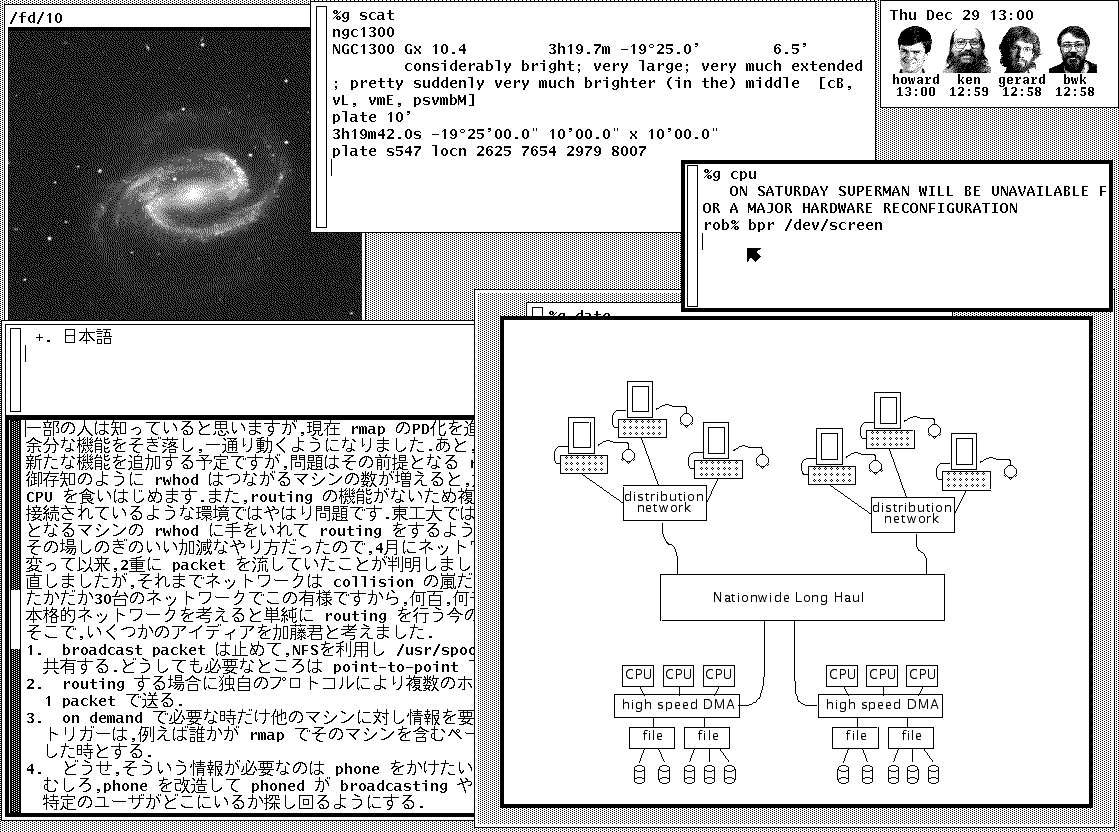 /fd/10
%g scat
ngc1300
NGC1300 Gx 10.4 3h19.7m -19°25.0' 6.5'
considerably bright; very large; very much extended
; pretty suddenly very much brighter (in the) middle [cB,
vL, vmE, psvmbM]
plate 10'
3h19m42.0s -19°25'00.0" 10'00.0" x 10'00.0"
plate s547 locn 2625 7654 2979 8007
Thu Dec 29 13:00
howard ken gerard bwk
13:00 12:59 12:58 12:58
%g cpu
ON SATURDAY SUPERMAN WILL BE UNAVAILABLE F
OR A MAJOR HARDWARE RECONFIGURATION
rob% bpr /dev/screen
%g date
+. 日本語
一部の人は知っていると思いますが,現在 rmap のPD化を進
余分な機能をそぎ落し,一通り動くようになりました.あと,
新たな機能を追加する予定ですが,問題はその前提となる
御存知のように rwhod はつながるマシンの数が増えると,
CPU を食いはじめます.また,routing の機能がないため複
接続されているような環境ではやはり問題です.東工大では
となるマシンの rwhod に手をいれて routing をするよう
その場しのぎのいい加減なやり方だったので,4月にネット
変って以来,2重に packet を流していたことが判明しまし
直しましたが,それまでネットワークは collision の嵐だ
たかだか30台のネットワークでこの有様ですから,何百,何
本格的ネットワークを考えると単純に routing を行う今の
そこで,いくつかのアイディアを加藤君と考えました.
1. broadcast packet は止めて,NFSを利用し /usr/spoo
共有する.どうしても必要なところは point-to-point
2. routing する場合に独自のプロトコルにより複数のホ
1 packet で送る.
3. on demand で必要な時だけ他のマシンに対し情報を要
トリガーは,例えば誰かが rmap でそのマシンを含むペー
した時とする.
4. どうせ,そういう情報が必要なのは phone をかけたい
むしろ,phone を改造して phoned が broadcasting や
特定のユーザがどこにいるか探し回るようにする.
distribution
network
distribution
network
Nationwide Long Haul
CPU CPU CPU
high speed DMA
file file
CPU CPU CPU
high speed DMA
file file